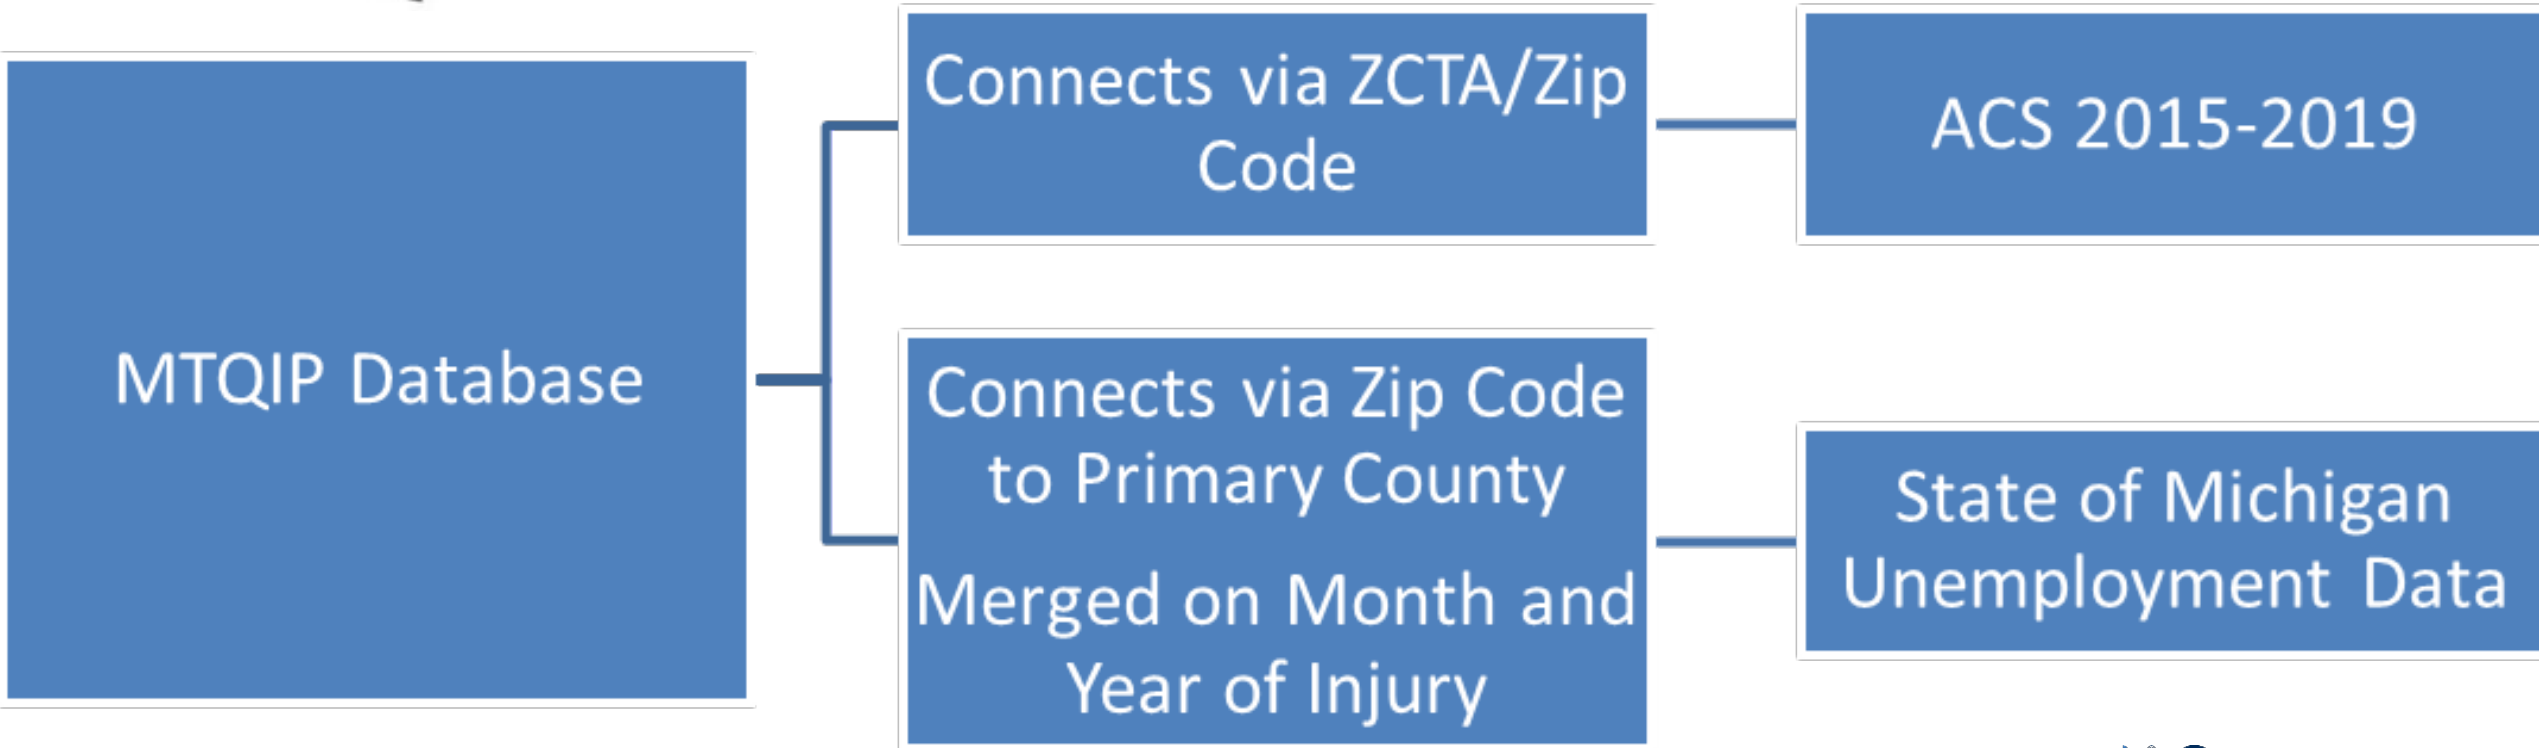 MTQIP Database
Connects via ZCTA/Zip
Code
ACS 2015-2019
Connects via Zip Code
to Primary County
Merged on Month and
Year of Injury
State of Michigan
Unemployment Data